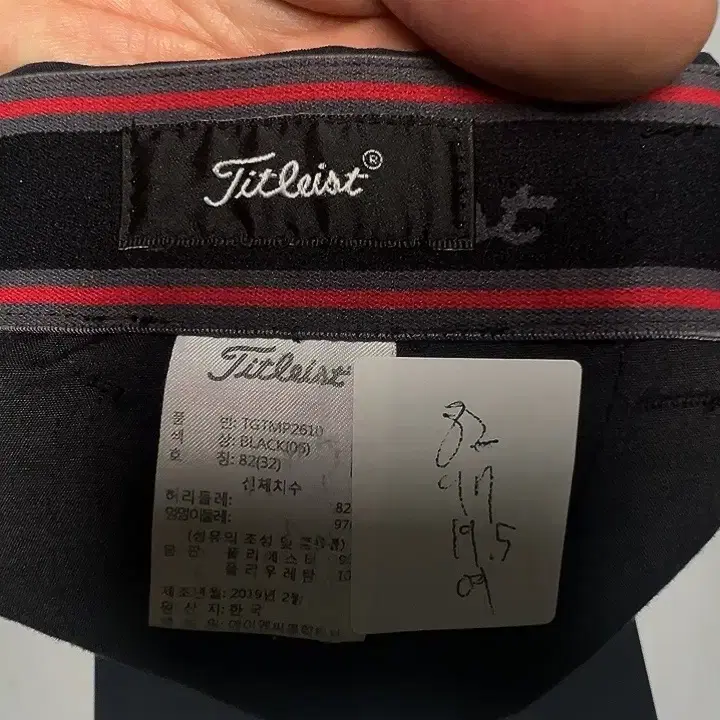 Titleist®
Titleist
품 번: TGTMP2610
색 상: BLACK(05)
호 칭: 82(32)
신체치수
허리둘레: 82
엉덩이둘레: 97
(섬유의 조성 및 혼용률)
폴리에스터
폴리우레탄 10
제조년월: 2019년 2월
원 산 지: 한 국
82
97
19.5